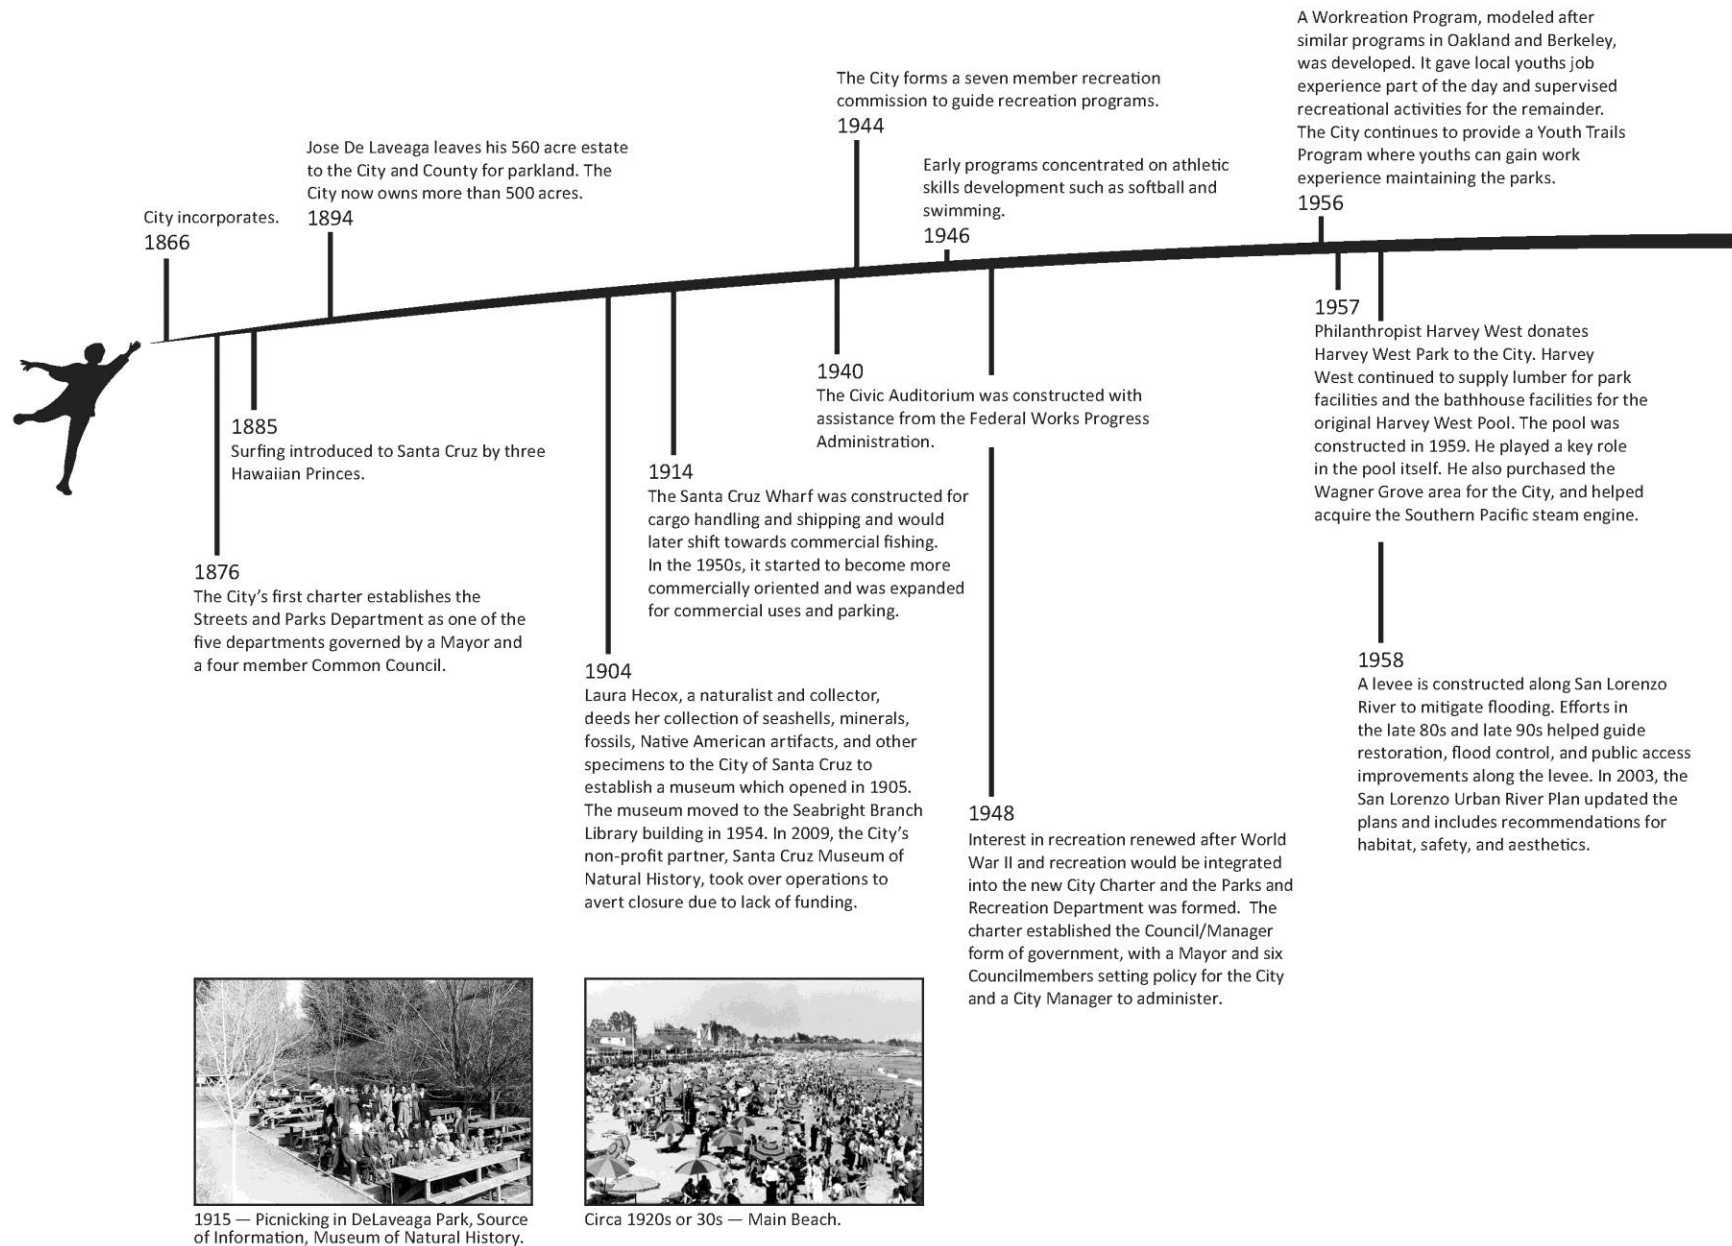 City incorporates.
1866
1876
The City’s first charter establishes the
Streets and Parks Department as one of the
five departments governed by a Mayor and
a four member Common Council.
1885
Surfing introduced to Santa Cruz by three
Hawaiian Princes.
Jose De Laveaga leaves his 560 acre estate
to the City and County for parkland. The
City now owns more than 500 acres.
1894
1904
Laura Hecox, a naturalist and collector,
deeds her collection of seashells, minerals,
fossils, Native American artifacts, and other
specimens to the City of Santa Cruz to
establish a museum which opened in 1905.
The museum moved to the Seabright Branch
Library building in 1954. In 2009, the City’s
non-profit partner, Santa Cruz Museum of
Natural History, took over operations to
avert closure due to lack of funding.
1914
The Santa Cruz Wharf was constructed for
cargo handling and shipping and would
later shift towards commercial fishing.
In the 1950s, it started to become more
commercially oriented and was expanded
for commercial uses and parking.
1940
The Civic Auditorium was constructed with
assistance from the Federal Works Progress
Administration.
The City forms a seven member recreation
commission to guide recreation programs.
1944
Early programs concentrated on athletic
skills development such as softball and
swimming.
1946
1948
Interest in recreation renewed after World
War II and recreation would be integrated
into the new City Charter and the Parks and
Recreation Department was formed.  The
charter established the Council/Manager
form of government, with a Mayor and six
Councilmembers setting policy for the City
and a City Manager to administer.
A Workreation Program, modeled after
similar programs in Oakland and Berkeley,
was developed. It gave local youths job
experience part of the day and supervised
recreational activities for the remainder.
The City continues to provide a Youth Trails
Program where youths can gain work
experience maintaining the parks.
1956
1957
Philanthropist Harvey West donates
Harvey West Park to the City. Harvey
West continued to supply lumber for park
facilities and the bathhouse facilities for the
original Harvey West Pool. The pool was
constructed in 1959. He played a key role
in the pool itself. He also purchased the
Wagner Grove area for the City, and helped
acquire the Southern Pacific steam engine.
1958
A levee is constructed along San Lorenzo
River to mitigate flooding. Efforts in
the late 80s and late 90s helped guide
restoration, flood control, and public access
improvements along the levee. In 2003, the
San Lorenzo Urban River Plan updated the
plans and includes recommendations for
habitat, safety, and aesthetics.
1915 — Picnicking in DeLaveaga Park, Source
of Information, Museum of Natural History.
Circa 1920s or 30s — Main Beach.